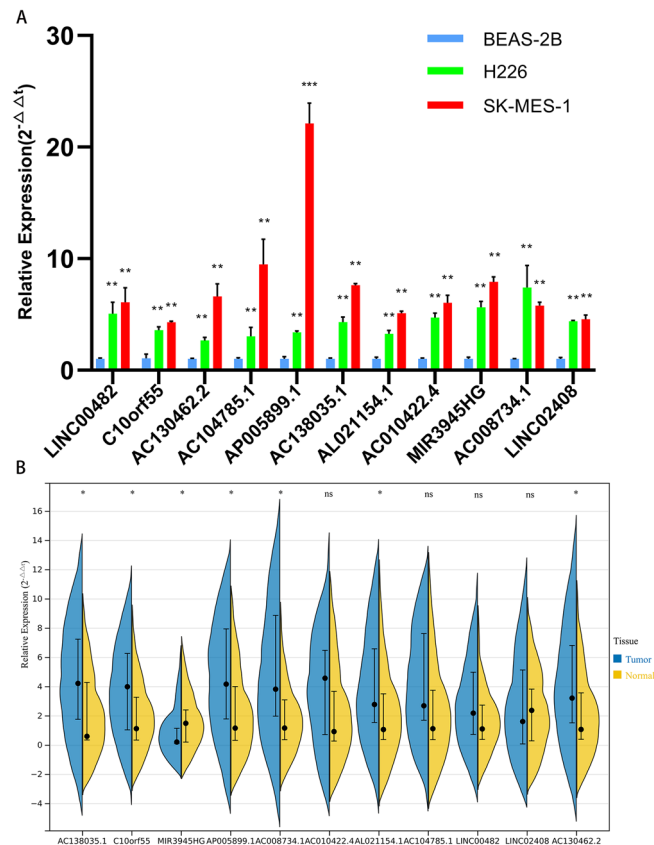 A
Relative Expression(2-△△t)
30
20
10
0
BEAS-2B
H226
SK-MES-1
** ** ** ** ** ** ** ** ** *** ** ** ** ** ** ** ** ** ** ** ** **
LINC00482
C10orf55
AC130462.2
AC104785.1
AP005899.1
AC138035.1
AL021154.1
AC010422.4
MIR3945HG
AC008734.1
LINC02408
B
Relative Expression (2-△△t)
16
14
12
10
8
6
4
2
0
−2
−4
* * * * * ns * ns ns ns *
Tissue
Tumor
Normal
AC138035.1 C10orf55 MIR3945HG AP005899.1 AC008734.1 AC010422.4 AL021154.1 AC104785.1 LINC00482 LINC02408 AC130462.2